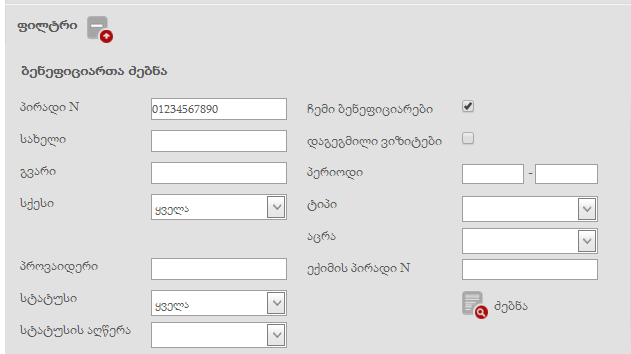 ფილტრი
ბენეფიციართა ძებნა
პირადი N 01234567890 ჩემი ბენეფიციარები
სახელი დაგეგმილი ვიზიტები
გვარი პერიოდი -
სქესი ყველა ტიპი
აცრა
პროვაიდერი ექიმის პირადი N
სტატუსი ყველა ძებნა
სტატუსის აღწერა